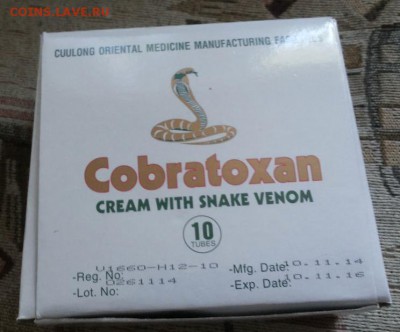 COINS.LAVE.RU
CUULONG ORIENTAL MEDICINE MANUFACTURING
Cobratoxan
CREAM WITH SNAKE VENOM
10
TUBES
U1660-H12-10
-Reg. No: -Mfg. Date: 10.11.14
0261114
-Lot. No: -Exp. Date: 10.11.16